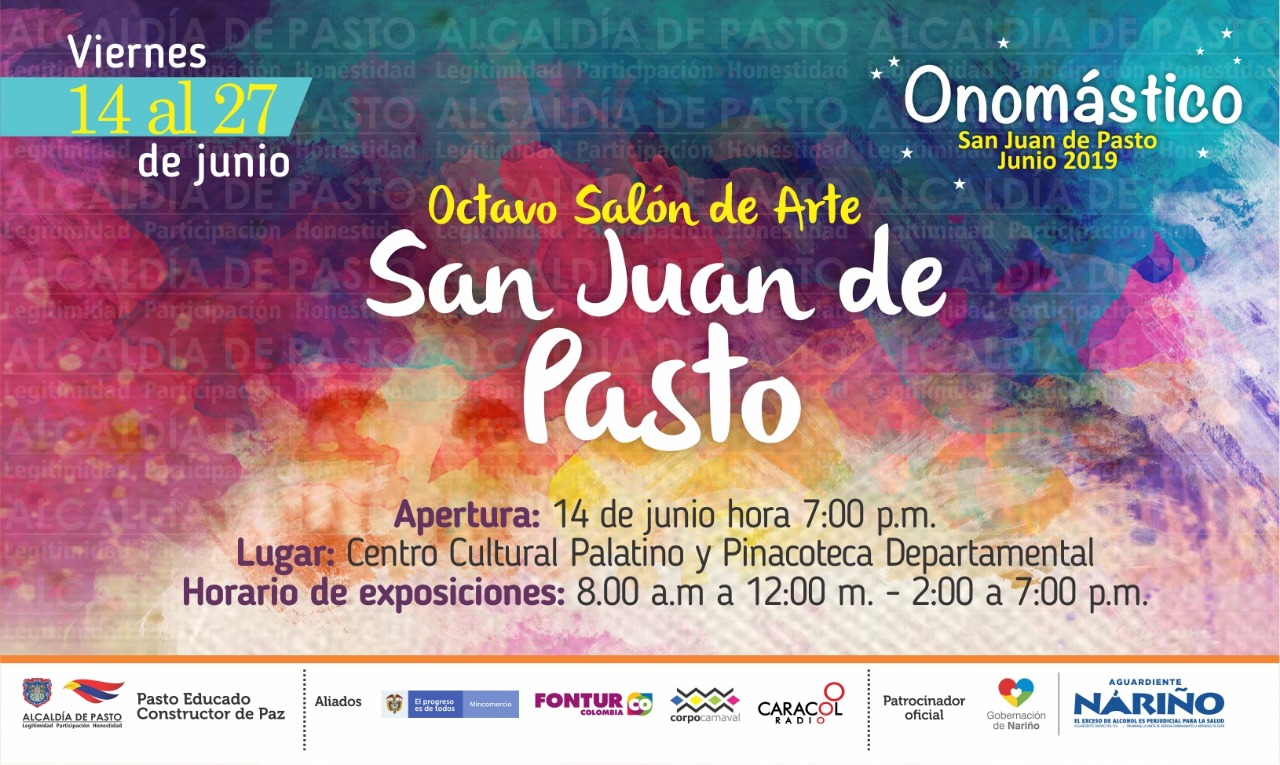 Viernes
14 al 27
de junio
Onomástico
San Juan de Pasto
Junio 2019
Octavo Salón de Arte
San Juan de
Pasto
Apertura: 14 de junio hora 7:00 p.m.
Lugar: Centro Cultural Palatino y Pinacoteca Departamental
Horario de exposiciones: 8.00 a.m a 12:00 m. - 2:00 a 7:00 p.m.
ALCALDÍA DE PASTO
Legitimidad Participación Honestidad
Pasto Educado
Constructor de Paz
Aliados
El progreso
es de todos
Mincomercio
FONTUR
COLOMBIA
CO
corpocarnaval
CARACOL
RADIO
Patrocinador
oficial
Gobernación
de Nariño
AGUARDIENTE
NARIÑO
EL EXCESO DE ALCOHOL ES PERJUDICIAL PARA LA SALUD